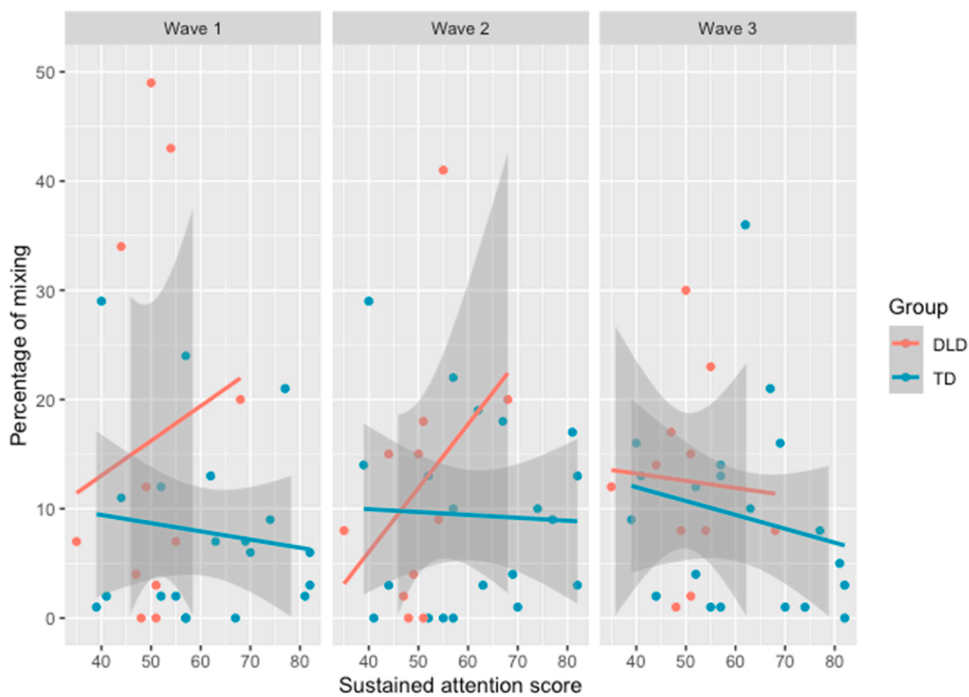 Wave 1 Wave 2 Wave 3
50
40
30
20
10
0
Percentage of mixing
40 50 60 70 80 40 50 60 70 80 40 50 60 70 80
Sustained attention score
Group
DLD
TD